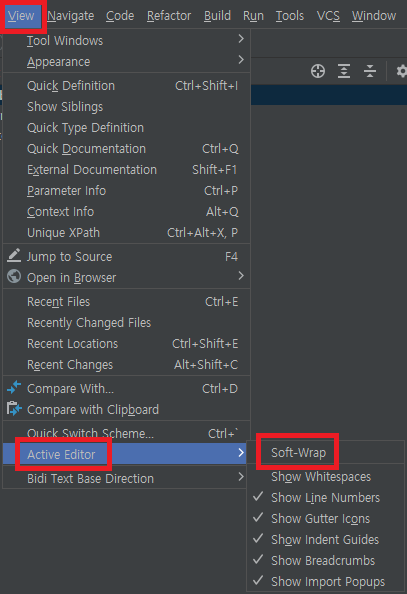 View Navigate Code Refactor Build Run Tools VCS Window
Tool Windows
Appearance
Quick Definition Ctrl+Shift+I
Show Siblings
Quick Type Definition
Quick Documentation Ctrl+Q
External Documentation Shift+F1
Parameter Info Ctrl+P
Context Info Alt+Q
Unique XPath Ctrl+Alt+X, P
Jump to Source F4
Open in Browser
Recent Files Ctrl+E
Recently Changed Files
Recent Locations Ctrl+Shift+E
Recent Changes Alt+Shift+C
Compare With... Ctrl+D
Compare with Clipboard
Quick Switch Scheme... Ctrl+`
Active Editor
Bidi Text Base Direction
Soft-Wrap
Show Whitespaces
Show Line Numbers
Show Gutter Icons
Show Indent Guides
Show Breadcrumbs
Show Import Popups